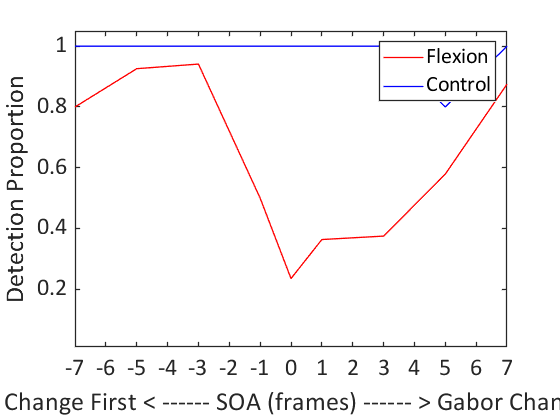 1
0.8
0.6
0.4
0.2
Detection Proportion
Flexion
Control
-7 -6 -5 -4 -3 -2 -1 0 1 2 3 4 5 6 7
Change First < ------ SOA (frames) ------ > Gabor Chan